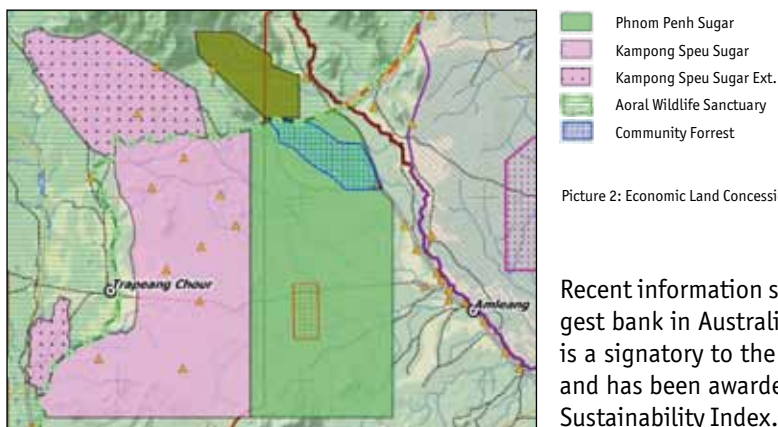 Trapeang Chour
Amleang
Phnom Penh Sugar
Kampong Speu Sugar
Kampong Speu Sugar Ext.
Aoral Wildlife Sanctuary
Community Forrest
Picture 2: Economic Land Concessi
Recent information s
gest bank in Australi
is a signatory to the
and has been awarde
Sustainability Index.